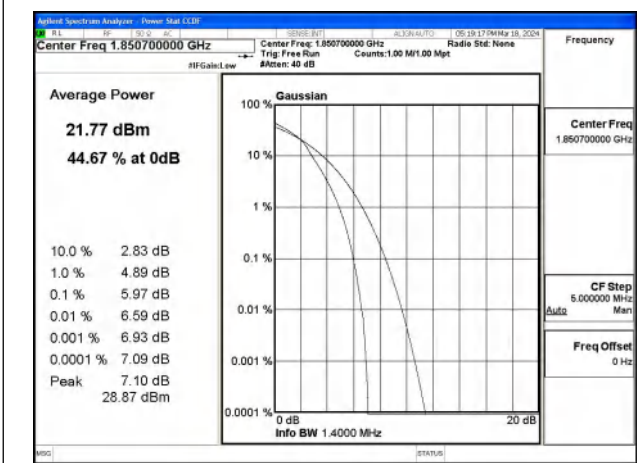 Agilent Spectrum Analyzer - Power Stat CCDF
RL RF 50 Ω AC SENSE:INT ALIGN AUTO 05:19:17 PM Mar 18, 2024
Center Freq 1.850700000 GHz
Center Freq: 1.850700000 GHz Radio Std: None
Trig: Free Run Counts:1.00 M/1.00 Mpt
#IFGain:Low #Atten: 40 dB
Frequency
Average Power
21.77 dBm
44.67 % at 0dB
10.0 % 2.83 dB
1.0 % 4.89 dB
0.1 % 5.97 dB
0.01 % 6.59 dB
0.001 % 6.93 dB
0.0001 % 7.09 dB
Peak 7.10 dB
28.87 dBm
Gaussian
100 %
10 %
1 %
0.1 %
0.01 %
0.001 %
0.0001 %
0 dB 20 dB
Info BW 1.4000 MHz
Center Freq
1.850700000 GHz
CF Step
5.000000 MHz
Auto Man
Freq Offset
0 Hz
MSG STATUS